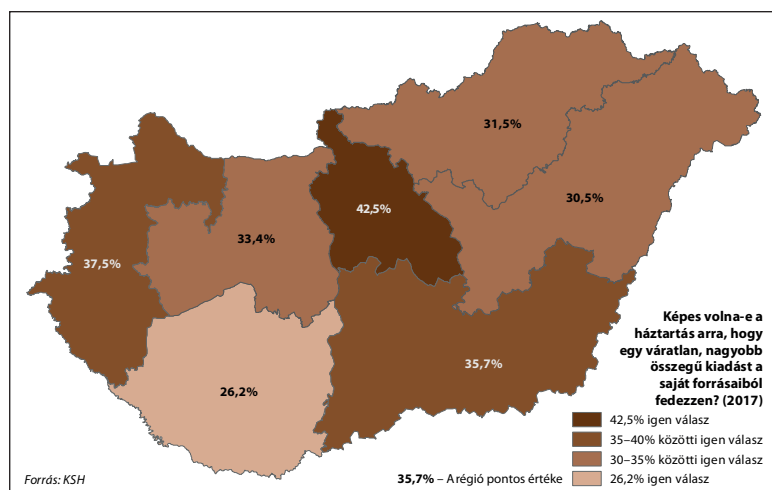 31,5%
30,5%
42,5%
33,4%
37,5%
35,7%
26,2%
Képes volna-e a
háztartás arra, hogy
egy váratlan, nagyobb
összegű kiadást a
saját forrásaiból
fedezzen? (2017)
42,5% igen válasz
35–40% közötti igen válasz
30–35% közötti igen válasz
26,2% igen válasz
35,7% – A régió pontos értéke
Forrás: KSH